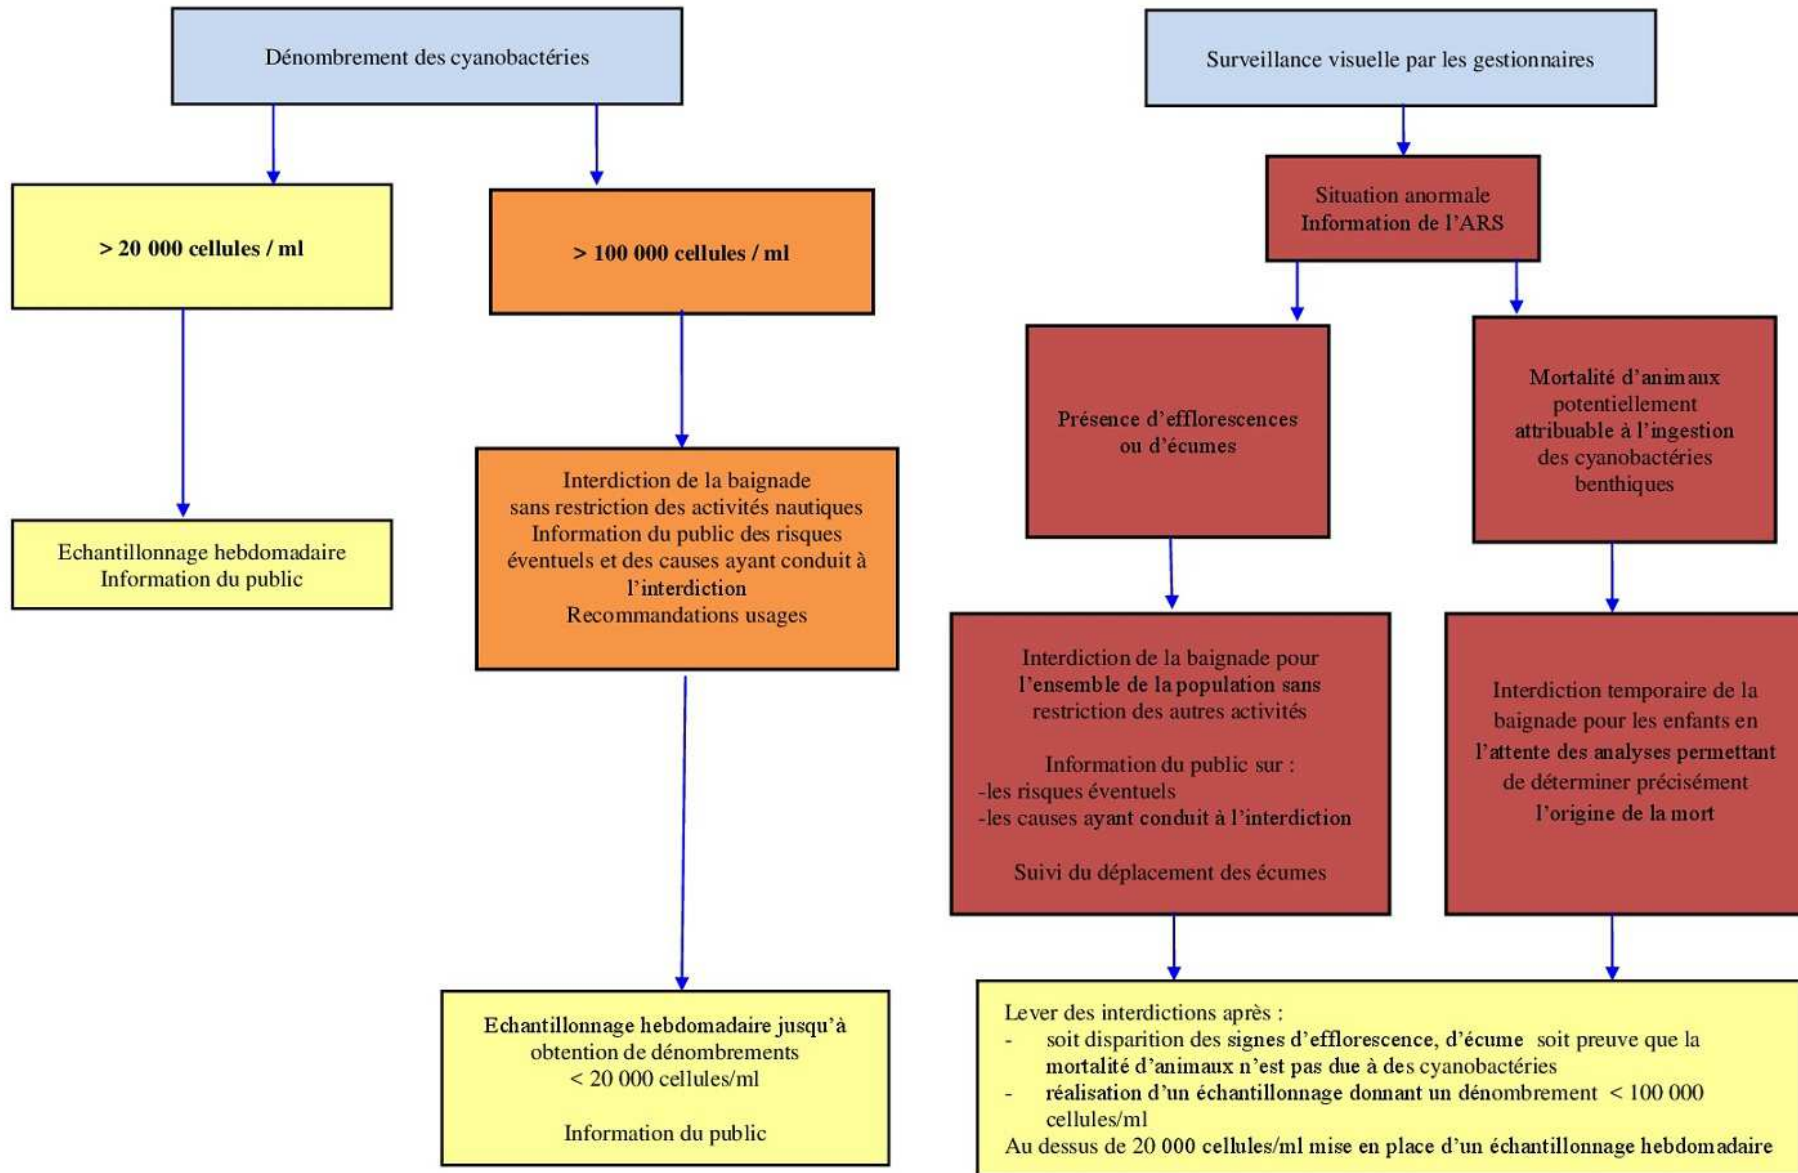 Dénombrement des cyanobactéries
> 20 000 cellules / ml
Echantillonnage hebdomadaire
Information du public
> 100 000 cellules / ml
Interdiction de la baignade
sans restriction des activités nautiques
Information du public des risques
éventuels et des causes ayant conduit à
l’interdiction
Recommandations usages
Echantillonnage hebdomadaire jusqu’à
obtention de dénombrements
< 20 000 cellules/ml
Information du public
Surveillance visuelle par les gestionnaires
Situation anormale
Information de l’ARS
Présence d’efflorescences
ou d’écumes
Interdiction de la baignade pour
l’ensemble de la population sans
restriction des autres activités
Information du public sur :
-les risques éventuels
-les causes ayant conduit à l’interdiction
Suivi du déplacement des écumes
Mortalité d’animaux
potentiellement
attribuable à l’ingestion
des cyanobactéries
benthiques
Interdiction temporaire de la
baignade pour les enfants en
l’attente des analyses permettant
de déterminer précisément
l’origine de la mort
Lever des interdictions après :
- soit disparition des signes d’efflorescence, d’écume soit preuve que la
mortalité d’animaux n’est pas due à des cyanobactéries
- réalisation d’un échantillonnage donnant un dénombrement < 100 000
cellules/ml
Au dessus de 20 000 cellules/ml mise en place d’un échantillonnage hebdomadaire